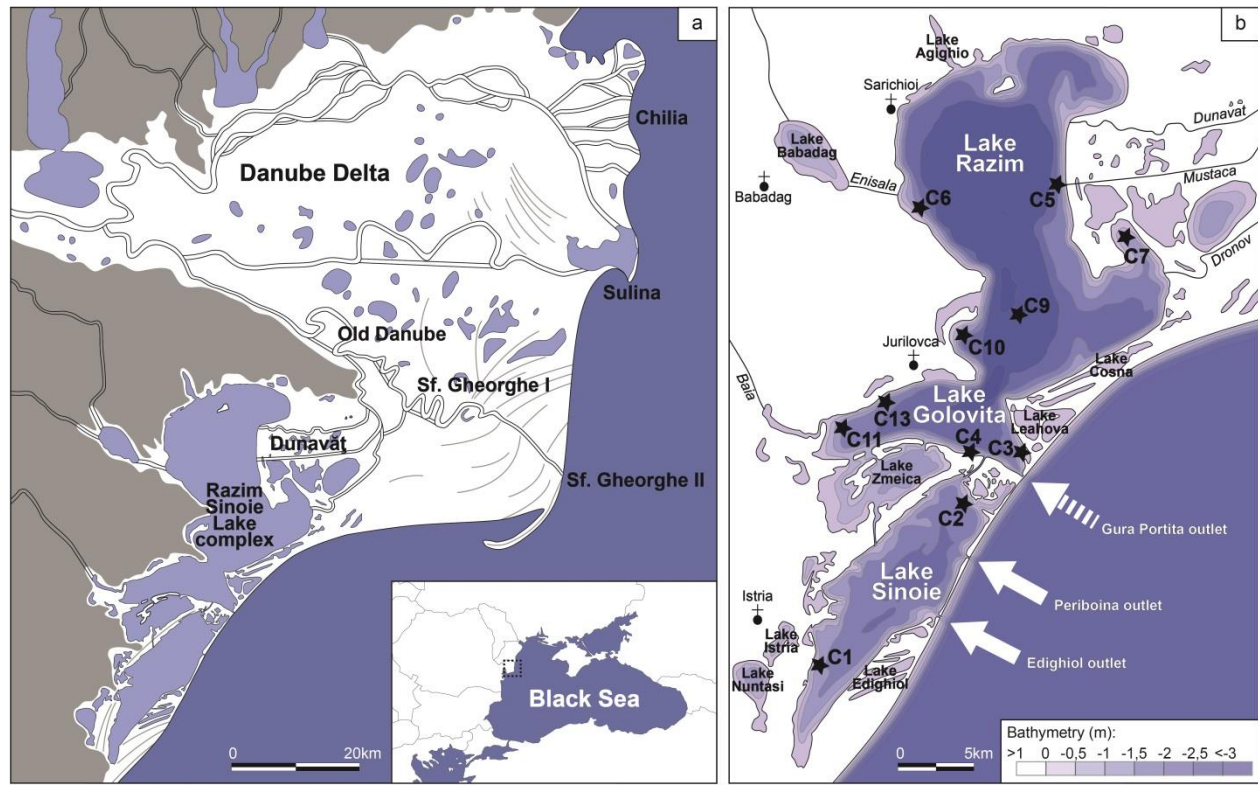 a
Chilia
Danube Delta
Sulina
Old Danube
Sf. Gheorghe I
Dunavăț
Sf. Gheorghe II
Razim
Sinoie
Lake
complex
Black Sea
0
20km
b
Lake
Agighio
Sarichioi
Lake
Razim
Dunavat
Lake
Babadag
Mustaca
Enisala
C5
Babadag
C6
C7
Dronov
C9
C10
Jurilovca
Lake
Cosna
Baia
Lake
Golovita
C13
Lake
Leahova
C11
C4
C3
Lake
Zmeica
C2
Gura Portita outlet
Lake
Sinoie
Periboina outlet
Istria
Lake
Istria
C1
Edighiol outlet
Lake
Edighiol
Lake
Nuntasi
0
5km
Bathymetry (m):
>1 0 -0,5 -1 -1,5 -2 -2,5 <-3